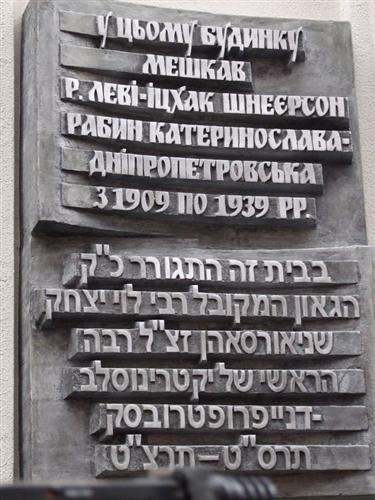 У ЦЬОМУ БУДИНКУ
МЕШКАВ
Р. ЛЕВІ-ІЦХАК ШНЕЄРСОН
РАБИН КАТЕРИНОСЛАВА-
ДНІПРОПЕТРОВСЬКА
З 1909 ПО 1939 РР.
בבית זה התגורר כ"ק
הגאון המקובל רבי לוי יצחק
שניאורסאהן זצ"ל רבה
הראשי של יקטרינוסלב
-דנייפרופטרובסק
תרס"ט – תרצ"ט